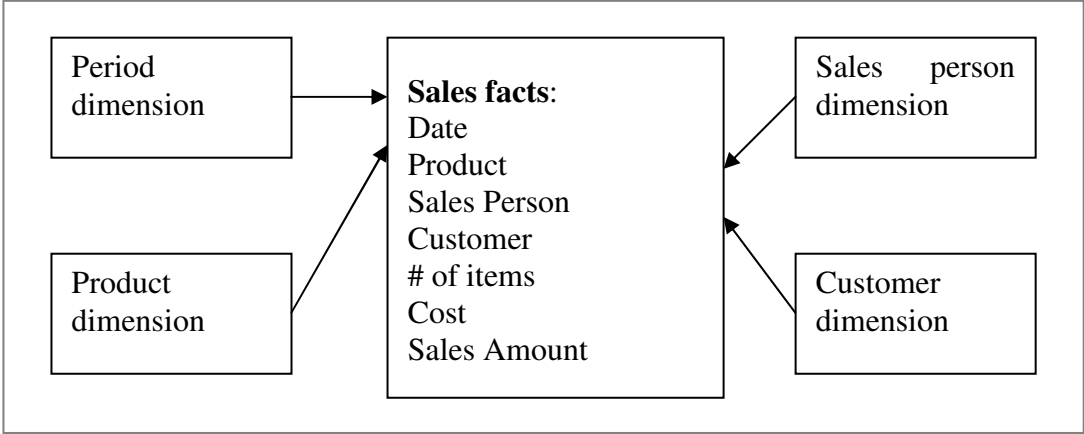 Period
dimension
Product
dimension
Sales facts:
Date
Product
Sales Person
Customer
# of items
Cost
Sales Amount
Sales person
dimension
Customer
dimension